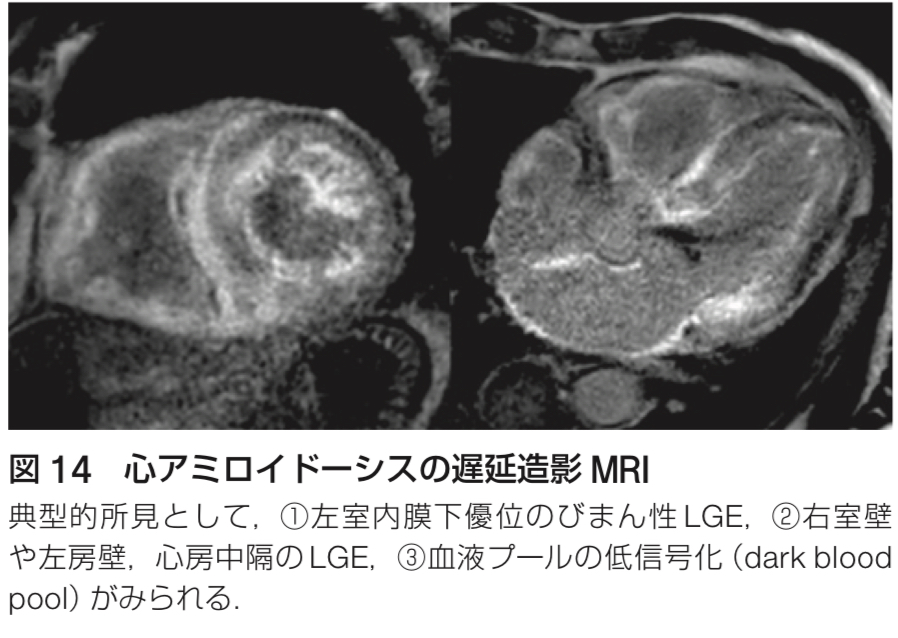 図 14　心アミロイドーシスの遅延造影 MRI
典型的所見として，①左室内膜下優位のびまん性 LGE，②右室壁
や左房壁，心房中隔の LGE，③血液プールの低信号化（dark blood
pool）がみられる．